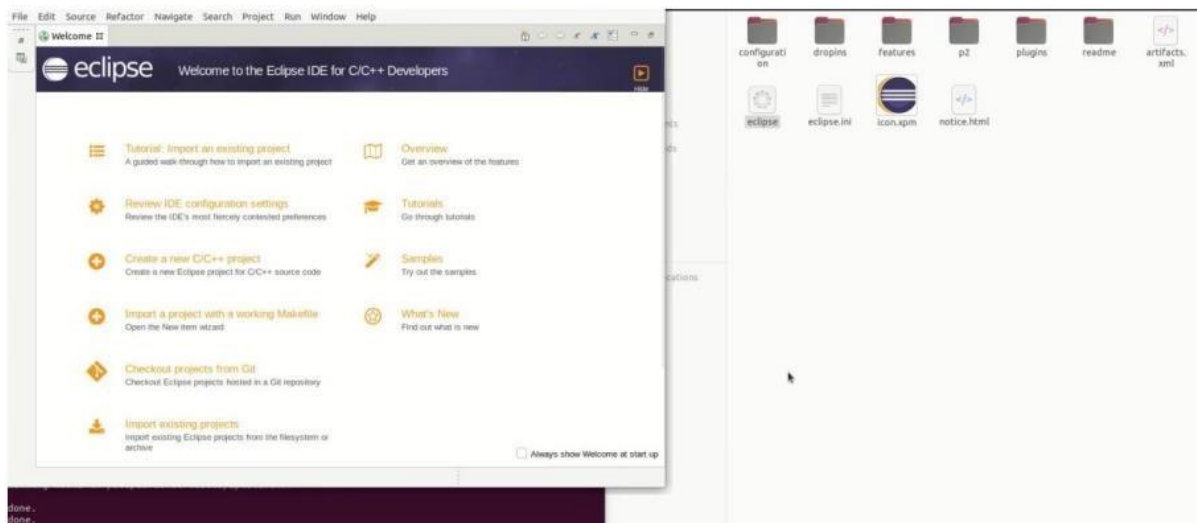 File Edit Source Refactor Navigate Search Project Run Window Help
Welcome
eclipse Welcome to the Eclipse IDE for C/C++ Developers
Hide
Tutorial: Import an existing project
A guided walk-through how to import an existing project
Overview
Get an overview of the features
Review IDE configuration settings
Review the IDE's most fiercely contested preferences
Tutorials
Go through tutorials
Create a new C/C++ project
Create a new Eclipse project for C/C++ source code
Samples
Try out the samples
Import a project with a working Makefile
Open the New item wizard
What's New
Find out what is new
Checkout projects from Git
Checkout Eclipse projects hosted in a Git repository
Import existing projects
Import existing Eclipse projects from the filesystem or
archive
Always show Welcome at start up
done.
done.
configurati
on
dropins
features
p2
plugins
readme
artifacts.
xml
eclipse
eclipse.ini
icon.xpm
notice.html
cations